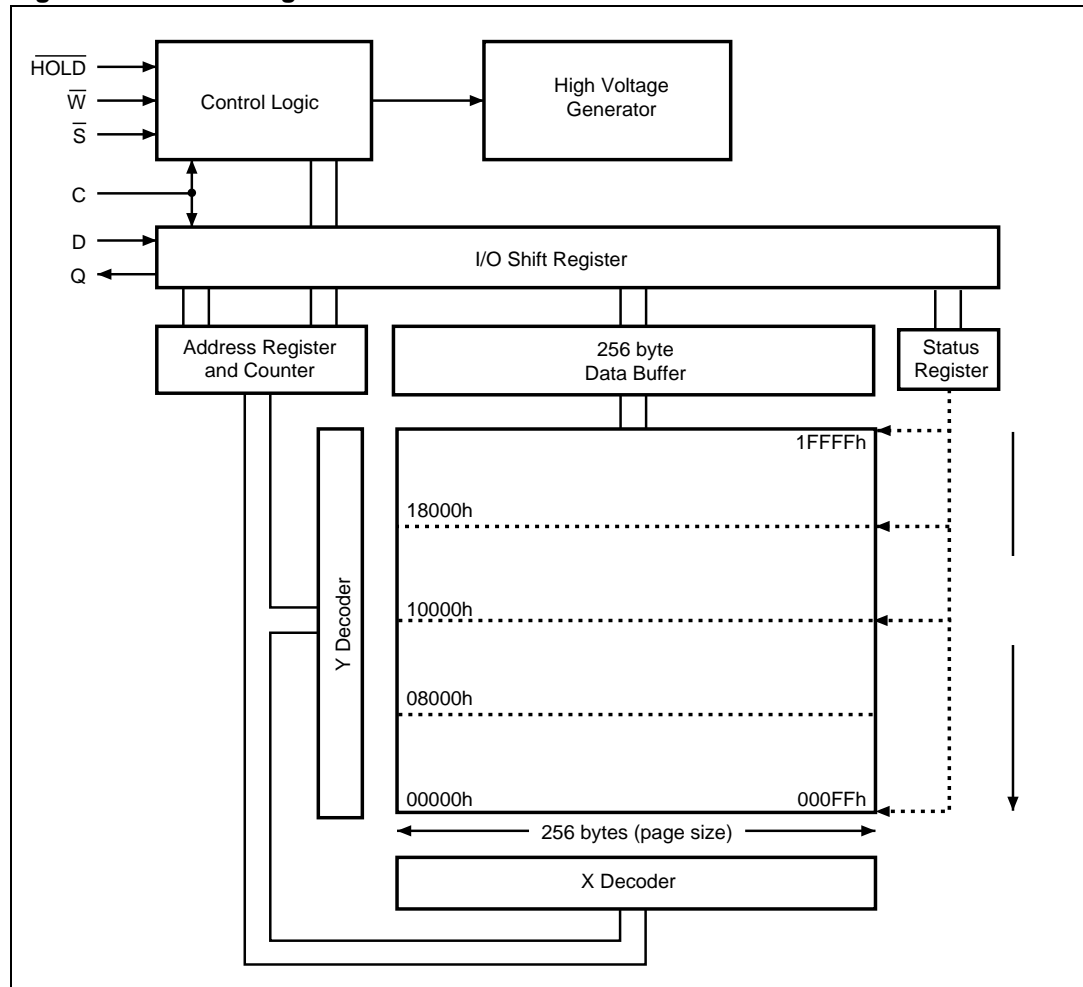 HOLD
W
S
C
D
Q
Control Logic
High Voltage
Generator
I/O Shift Register
Address Register
and Counter
256 byte
Data Buffer
Status
Register
Y Decoder
1FFFFh
18000h
10000h
08000h
00000h
000FFh
256 bytes (page size)
X Decoder